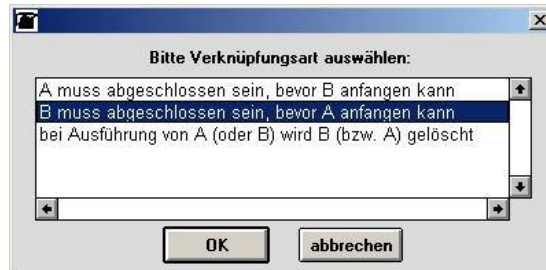 Bitte Verknüpfungsart auswählen:
A muss abgeschlossen sein, bevor B anfangen kann
B muss abgeschlossen sein, bevor A anfangen kann
bei Ausführung von A (oder B) wird B (bzw. A) gelöscht
OK
abbrechen